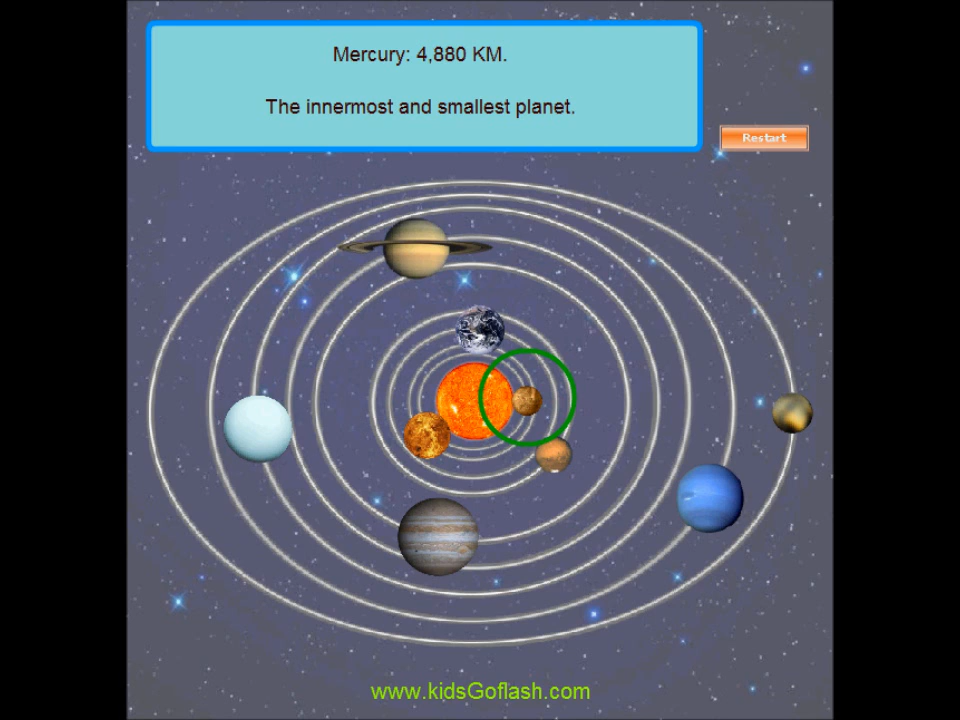 Mercury: 4,880 KM.
The innermost and smallest planet.
Restart
www.kidsGoflash.com